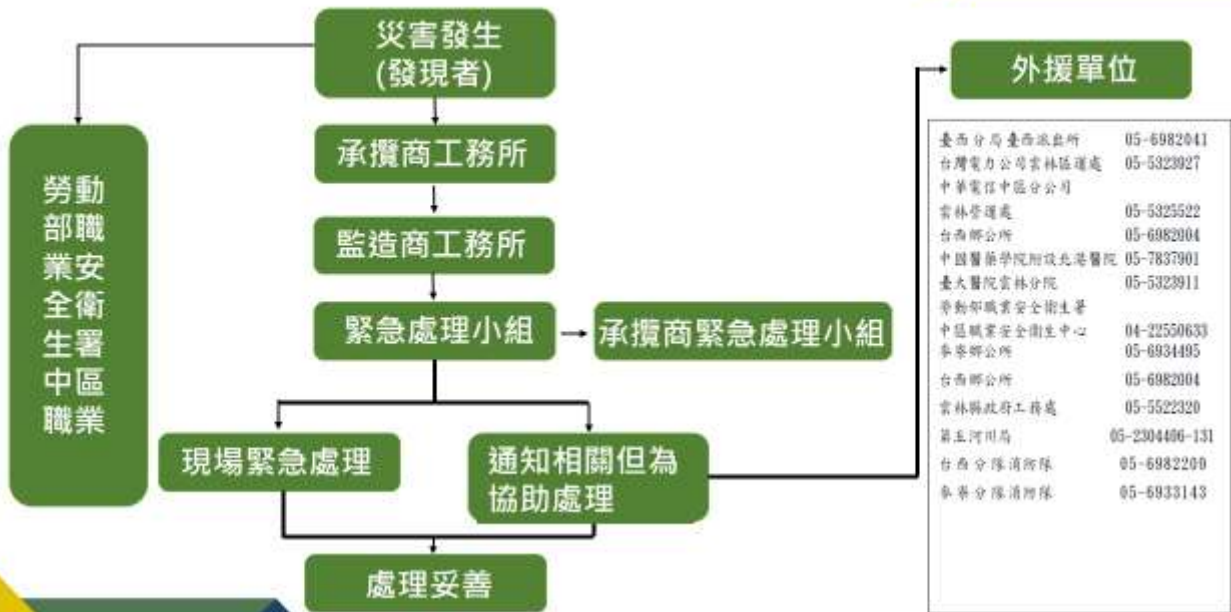 災害發生
(發現者)
外援單位
承攬商工務所
勞動
部職
業安
全衛
生署
中區
職業
監造商工務所
緊急處理小組
承攬商緊急處理小組
現場緊急處理
通知相關但為
協助處理
處理妥善
臺西分局臺西派出所 05-6982041
台灣電力公司雲林區運處 05-5323927
中華電信中區分公司
雲林營運處 05-5325522
台西鄉公所 05-6982004
中國醫藥學院附設北港醫院 05-7837901
臺大醫院雲林分院 05-5323911
勞動部職業安全衛生署
中區職業安全衛生中心 04-22550633
麥寮鄉公所 05-6934495
台西鄉公所 05-6982004
雲林縣政府工務處 05-5522320
第五河川局 05-2304406-131
台西分隊消防隊 05-6982200
麥寮分隊消防隊 05-6933143